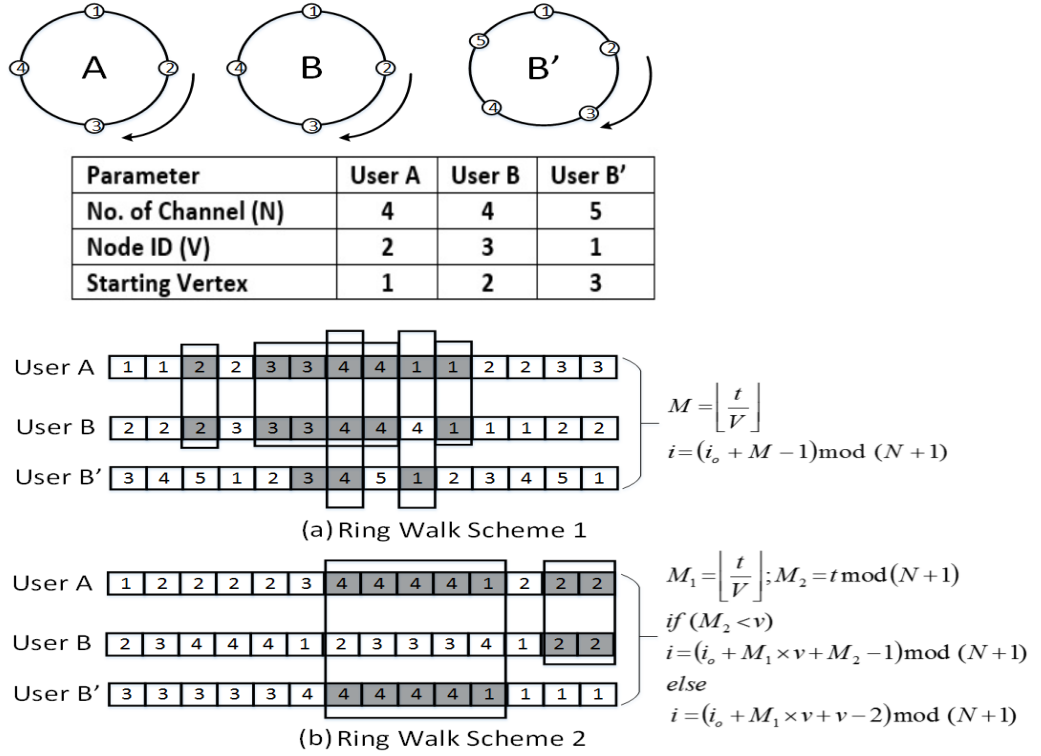 1 1 1
5 2
4 A 2 4 B 2 B'
4 3
3 3
Parameter User A User B User B'
No. of Channel (N) 4 4 5
Node ID (V) 2 3 1
Starting Vertex 1 2 3
User A 1 1 2 2 3 3 4 4 1 1 2 2 3 3
User B 2 2 2 3 3 3 4 4 4 1 1 1 2 2
User B' 3 4 5 1 2 3 4 5 1 2 3 4 5 1
M = ⌊t/V⌋
i=(i_o + M −1)mod (N +1)
(a) Ring Walk Scheme 1
User A 1 2 2 2 2 3 4 4 4 4 1 2 2 2
User B 2 3 4 4 4 1 2 3 3 3 4 1 2 2
User B' 3 3 3 3 3 4 4 4 4 4 1 1 1 1
M_1 = ⌊t/V⌋; M_2 = t mod(N +1)
if (M_2 < v)
i=(i_o + M_1 × v + M_2 −1)mod (N +1)
else
i=(i_o + M_1 × v + v − 2)mod (N +1)
(b) Ring Walk Scheme 2